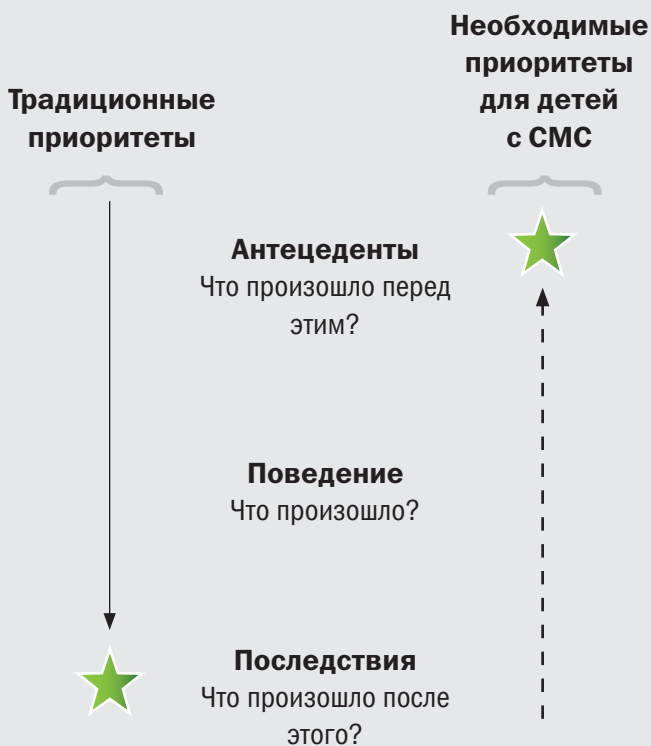 Традиционные
приоритеты
Необходимые
приоритеты
для детей
с СМС
Антецеденты
Что произошло перед
этим?
Поведение
Что произошло?
Последствия
Что произошло после
этого?